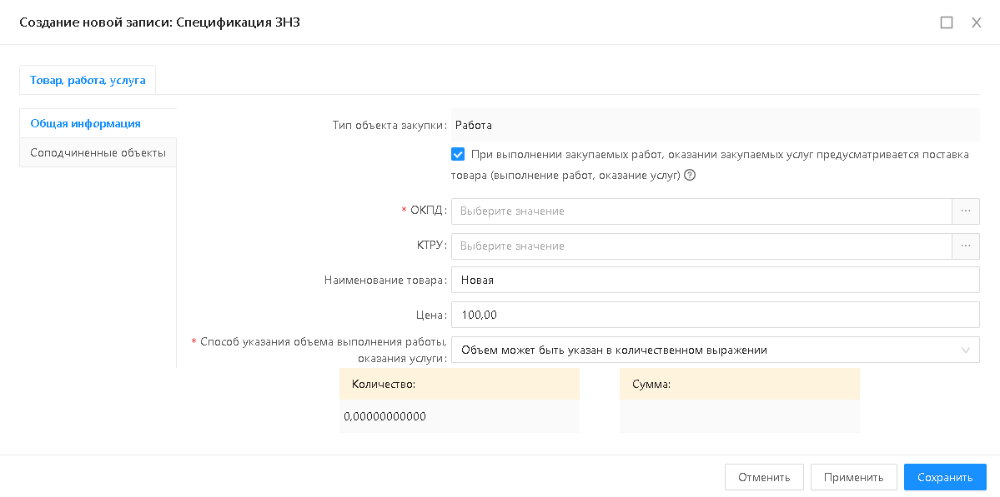 Создание новой записи: Спецификация ЗНЗ
Товар, работа, услуга
Общая информация
Соподчиненные объекты
Тип объекта закупки: Работа
При выполнении закупаемых работ, оказании закупаемых услуг предусматривается поставка
товара (выполнение работ, оказание услуг) ?
* ОКПД: Выберите значение ...
КТРУ: Выберите значение ...
Наименование товара: Новая
Цена: 100,00
* Способ указания объема выполнения работы,
оказания услуги: Объем может быть указан в количественном выражении
Количество: Сумма:
0,00000000000
Отменить Применить Сохранить